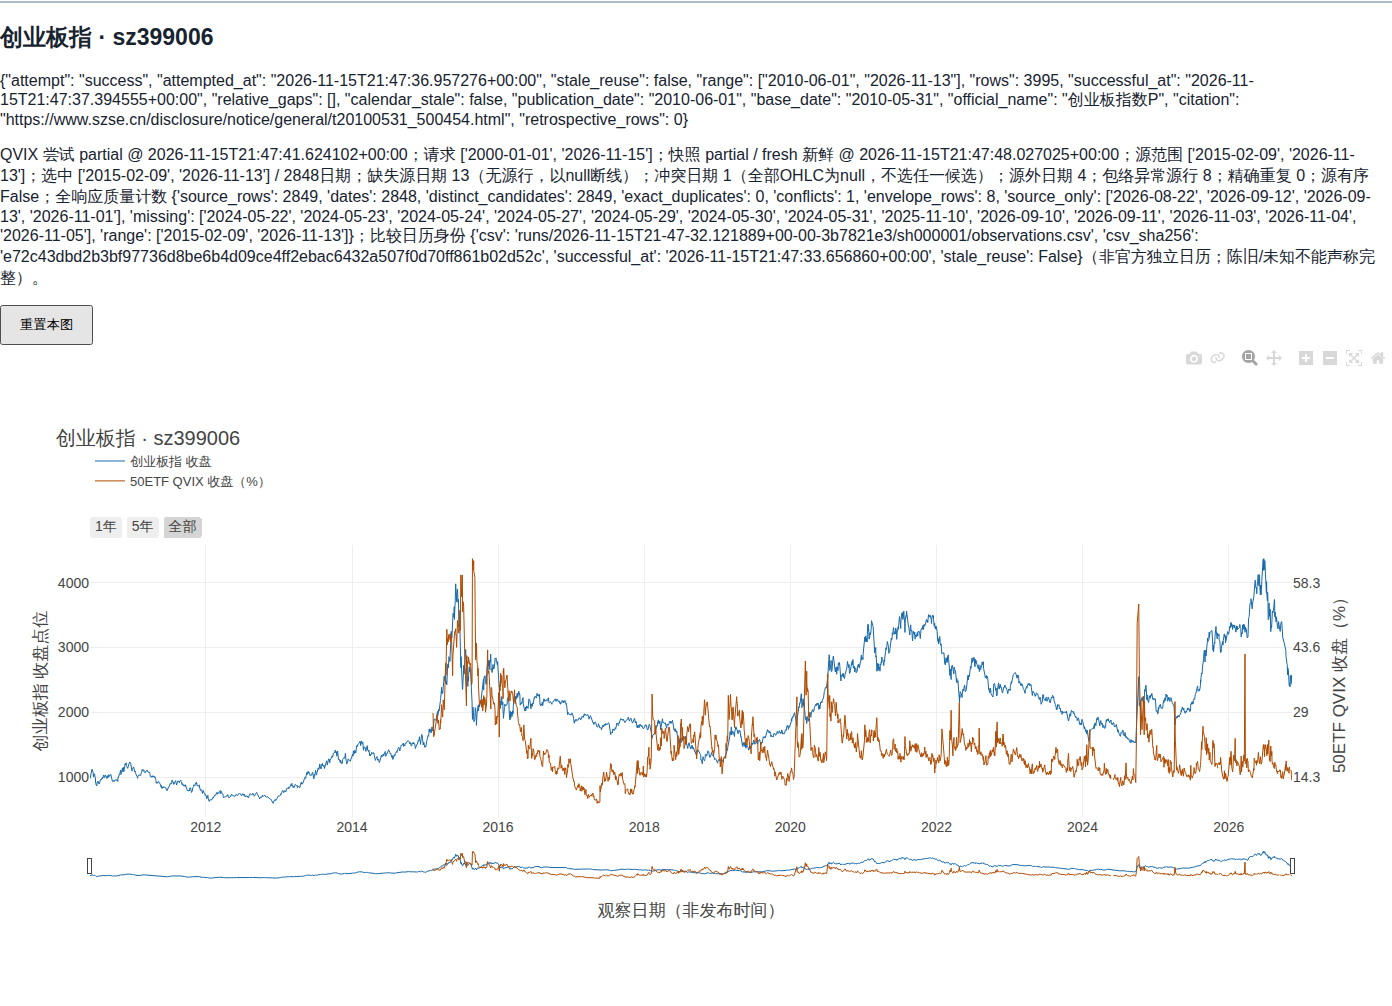 创业板指 · sz399006
{"attempt": "success", "attempted_at": "2026-11-15T21:47:36.957276+00:00", "stale_reuse": false, "range": ["2010-06-01", "2026-11-13"], "rows": 3995, "successful_at": "2026-11-
15T21:47:37.394555+00:00", "relative_gaps": [], "calendar_stale": false, "publication_date": "2010-06-01", "base_date": "2010-05-31", "official_name": "创业板指数P", "citation":
"https://www.szse.cn/disclosure/notice/general/t20100531_500454.html", "retrospective_rows": 0}
QVIX 尝试 partial @ 2026-11-15T21:47:41.624102+00:00；请求 ['2000-01-01', '2026-11-15']；快照 partial / fresh 新鲜 @ 2026-11-15T21:47:48.027025+00:00；源范围 ['2015-02-09', '2026-11-
13']；选中 ['2015-02-09', '2026-11-13'] / 2848日期；缺失源日期 13（无源行，以null断线）；冲突日期 1（全部OHLC为null，不选任一候选）；源外日期 4；包络异常源行 8；精确重复 0；源有序
False；全响应质量计数 {'source_rows': 2849, 'dates': 2848, 'distinct_candidates': 2849, 'exact_duplicates': 0, 'conflicts': 1, 'envelope_rows': 8, 'source_only': ['2026-08-22', '2026-09-12', '2026-09-
13', '2026-11-01'], 'missing': ['2024-05-22', '2024-05-23', '2024-05-24', '2024-05-27', '2024-05-29', '2024-05-30', '2024-05-31', '2025-11-10', '2026-09-10', '2026-09-11', '2026-11-03', '2026-11-04',
'2026-11-05'], 'range': ['2015-02-09', '2026-11-13']}；比较日历身份 {'csv': 'runs/2026-11-15T21-47-32.121889+00-00-3b7821e3/sh000001/observations.csv', 'csv_sha256':
'e72c43dbd2b3bf97736d8be6b4d09ce4ff2ebac6432a507f0d70ff861b02d52c', 'successful_at': '2026-11-15T21:47:33.656860+00:00', 'stale_reuse': False}（非官方独立日历；陈旧/未知不能声称完
整）。
重置本图
创业板指 · sz399006
创业板指 收盘
50ETF QVIX 收盘（%）
1年 5年 全部
4000
3000
2000
1000
创业板指 收盘点位
58.3
43.6
29
14.3
50ETF QVIX 收盘（%）
2012 2014 2016 2018 2020 2022 2024 2026
观察日期（非发布时间）